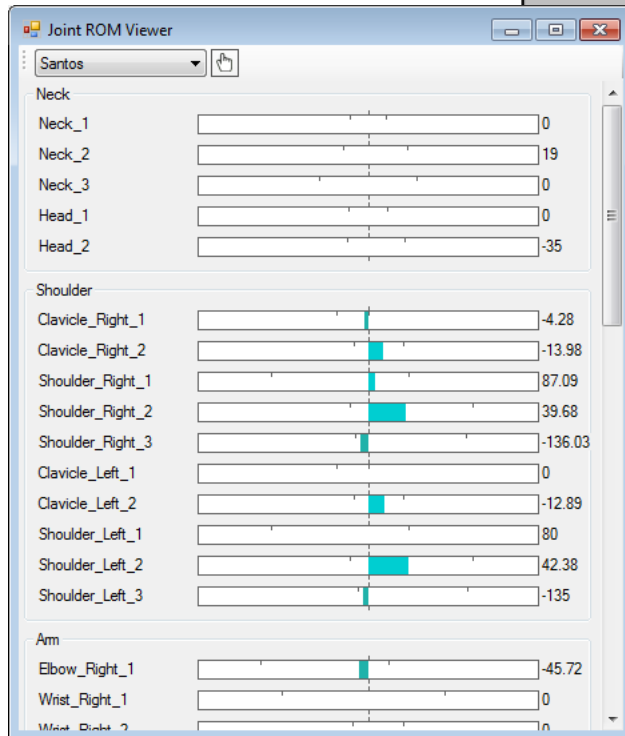 Joint ROM Viewer
Santos
Neck
Neck_1 0
Neck_2 19
Neck_3 0
Head_1 0
Head_2 -35
Shoulder
Clavicle_Right_1 -4.28
Clavicle_Right_2 -13.98
Shoulder_Right_1 87.09
Shoulder_Right_2 39.68
Shoulder_Right_3 -136.03
Clavicle_Left_1 0
Clavicle_Left_2 -12.89
Shoulder_Left_1 80
Shoulder_Left_2 42.38
Shoulder_Left_3 -135
Arm
Elbow_Right_1 -45.72
Wrist_Right_1 0
Wrist_Right_2 0